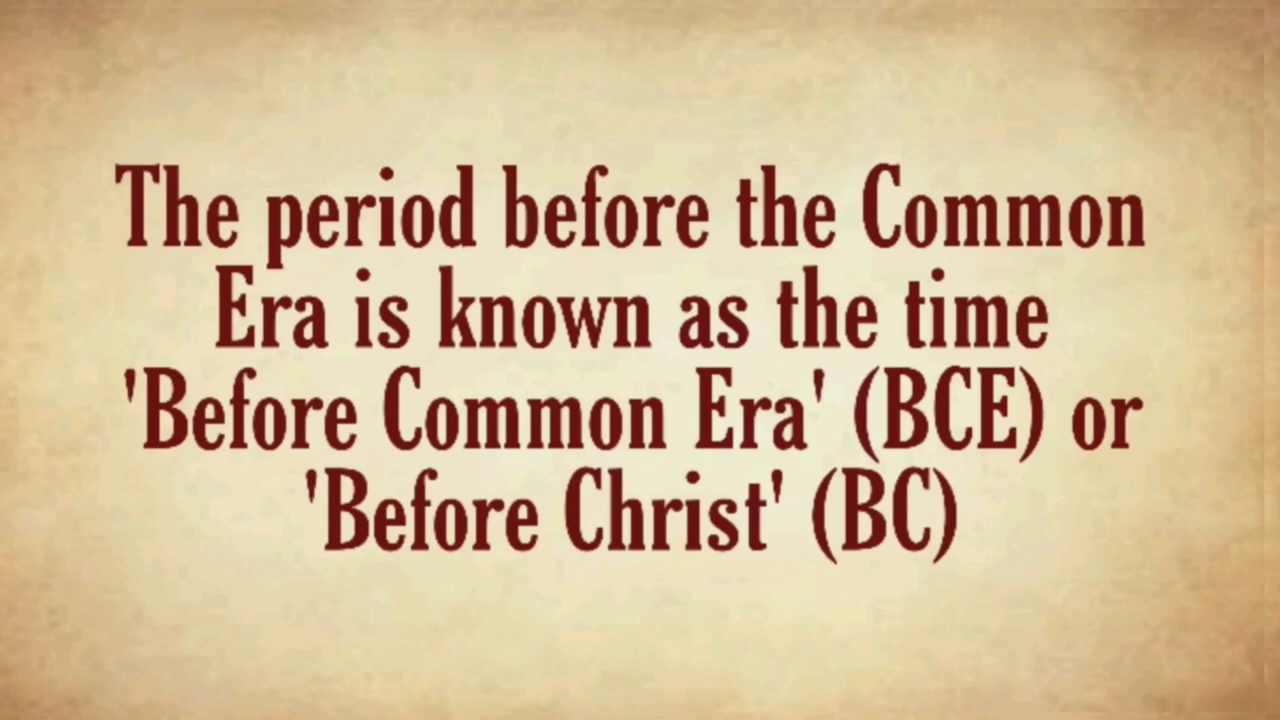 The period before the Common
Era is known as the time
'Before Common Era' (BCE) or
'Before Christ' (BC)